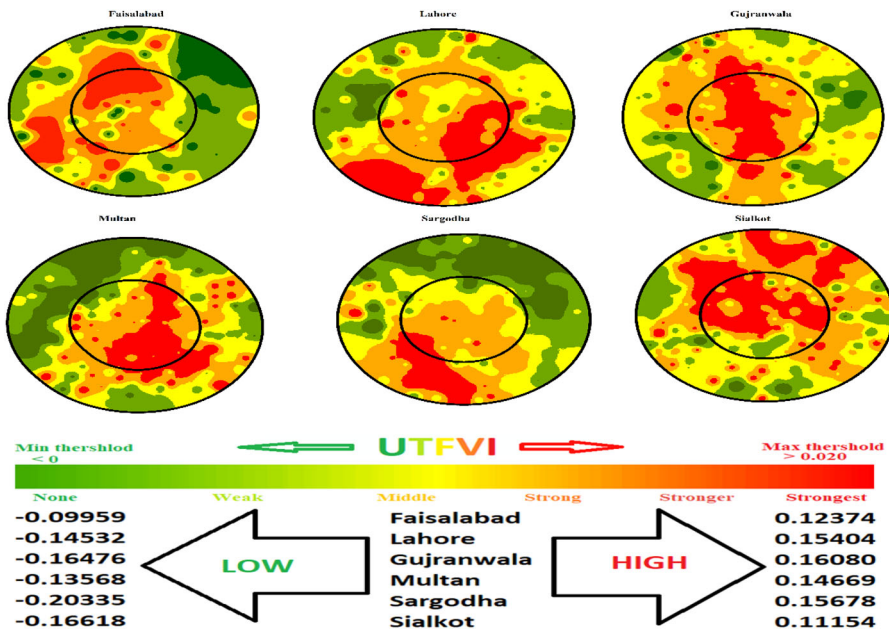 Faisalabad
Lahore
Gujranwala
Multan
Sargodha
Sialkot
UTFVI
Min thershlod
< 0
Max thershold
> 0.020
None
Weak
Middle
Strong
Stronger
Strongest
-0.09959 Faisalabad 0.12374
-0.14532 Lahore 0.15404
-0.16476 Gujranwala 0.16080
-0.13568 Multan 0.14669
-0.20335 Sargodha 0.15678
-0.16618 Sialkot 0.11154
LOW
HIGH